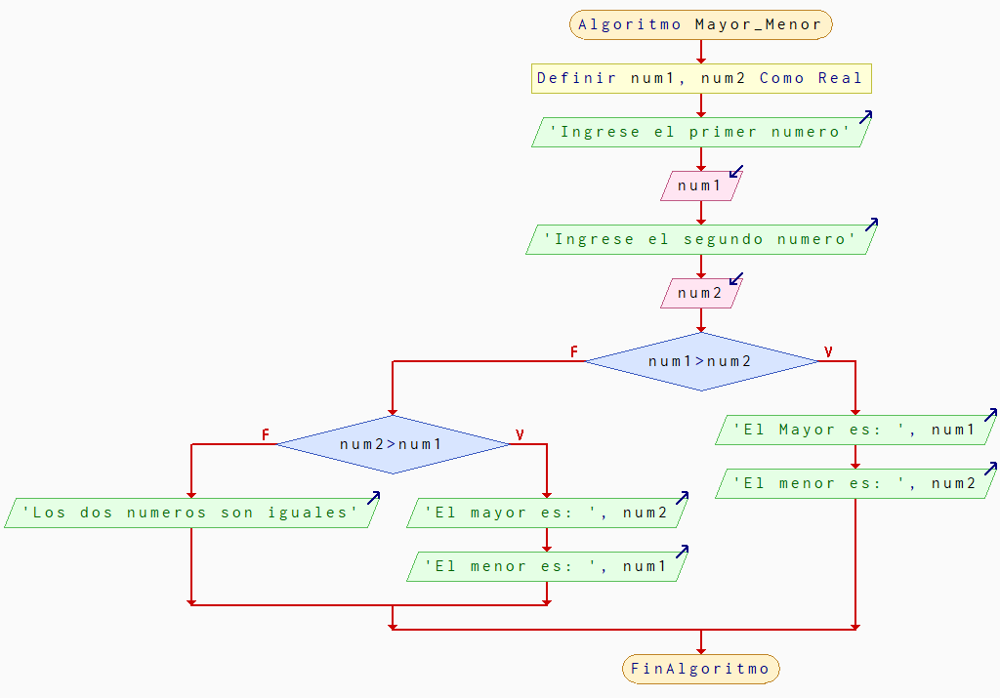 Algoritmo Mayor_Menor
Definir num1, num2 Como Real
'Ingrese el primer numero'
num1
'Ingrese el segundo numero'
num2
F
num1>num2
V
F
num2>num1
V
'El Mayor es: ', num1
'El menor es: ', num2
'Los dos numeros son iguales'
'El mayor es: ', num2
'El menor es: ', num1
FinAlgoritmo